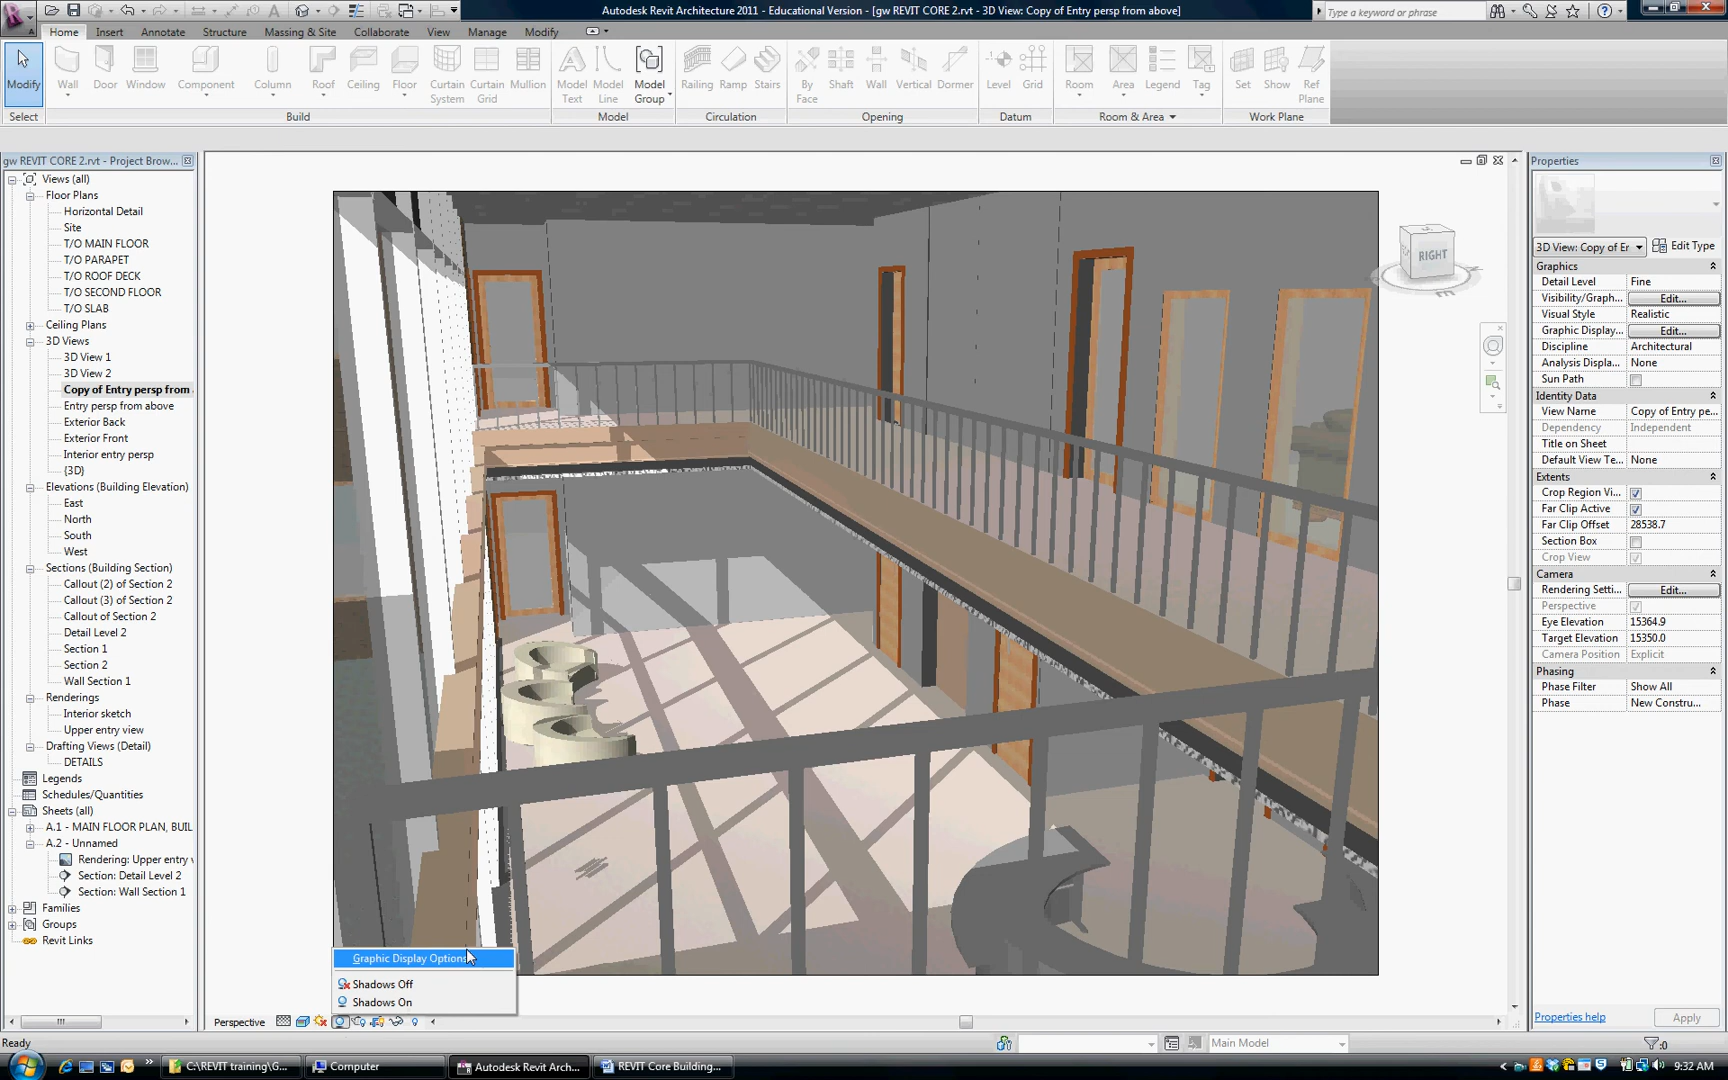 Autodesk Revit Architecture 2011 - Educational Version - [gw REVIT CORE 2.rvt - 3D View: Copy of Entry persp from above]
Type a keyword or phrase
Home Insert Annotate Structure Massing & Site Collaborate View Manage Modify
Modify Wall Door Window Component Column Roof Ceiling Floor Curtain System Curtain Grid Mullion Model Text Model Line Model Group Railing Ramp Stairs By Face Shaft Wall Vertical Dormer Level Grid Room Area Legend Tag Set Show Ref Plane
Select Build Model Circulation Opening Datum Room & Area Work Plane
gw REVIT CORE 2.rvt - Project Brow...
Views (all)
Floor Plans
Horizontal Detail
Site
T/O MAIN FLOOR
T/O PARAPET
T/O ROOF DECK
T/O SECOND FLOOR
T/O SLAB
Ceiling Plans
3D Views
3D View 1
3D View 2
Copy of Entry persp from
Entry persp from above
Exterior Back
Exterior Front
Interior entry persp
{3D}
Elevations (Building Elevation)
East
North
South
West
Sections (Building Section)
Callout (2) of Section 2
Callout (3) of Section 2
Callout of Section 2
Detail Level 2
Section 1
Section 2
Wall Section 1
Renderings
Interior sketch
Upper entry view
Drafting Views (Detail)
DETAILS
Legends
Schedules/Quantities
Sheets (all)
A.1 - MAIN FLOOR PLAN, BUIL
A.2 - Unnamed
Rendering: Upper entry v
Section: Detail Level 2
Section: Wall Section 1
Families
Groups
Revit Links
RIGHT
Graphic Display Options
Shadows Off
Shadows On
Perspective
Properties
3D View: Copy of Er Edit Type
Graphics
Detail Level Fine
Visibility/Graph... Edit...
Visual Style Realistic
Graphic Display... Edit...
Discipline Architectural
Analysis Displa... None
Sun Path
Identity Data
View Name Copy of Entry pe...
Dependency Independent
Title on Sheet
Default View Te... None
Extents
Crop Region Vi...
Far Clip Active
Far Clip Offset 28538.7
Section Box
Crop View
Camera
Rendering Setti... Edit...
Perspective
Eye Elevation 15364.9
Target Elevation 15350.0
Camera Position Explicit
Phasing
Phase Filter Show All
Phase New Constru...
Properties help Apply
Ready Main Model :0
C:\REVIT training\G... Computer Autodesk Revit Arch... REVIT Core Building... 9:32 AM